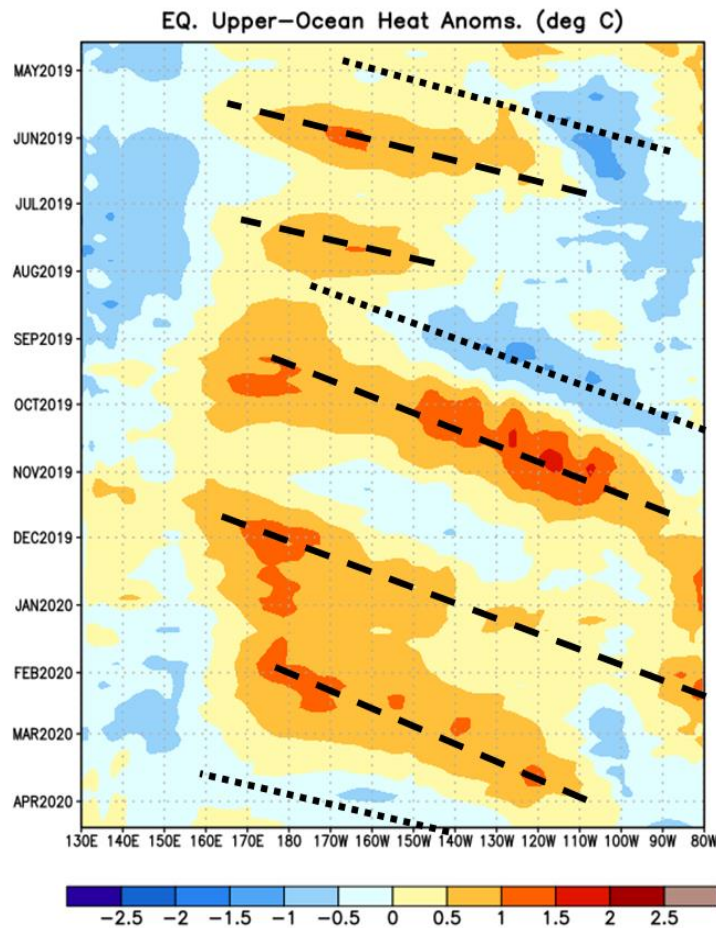 EQ. Upper-Ocean Heat Anoms. (deg C)
MAY2019
JUN2019
JUL2019
AUG2019
SEP2019
OCT2019
NOV2019
DEC2019
JAN2020
FEB2020
MAR2020
APR2020
130E 140E 150E 160E 170E 180 170W 160W 150W 140W 130W 120W 110W 100W 90W 80W
-2.5 -2 -1.5 -1 -0.5 0 0.5 1 1.5 2 2.5